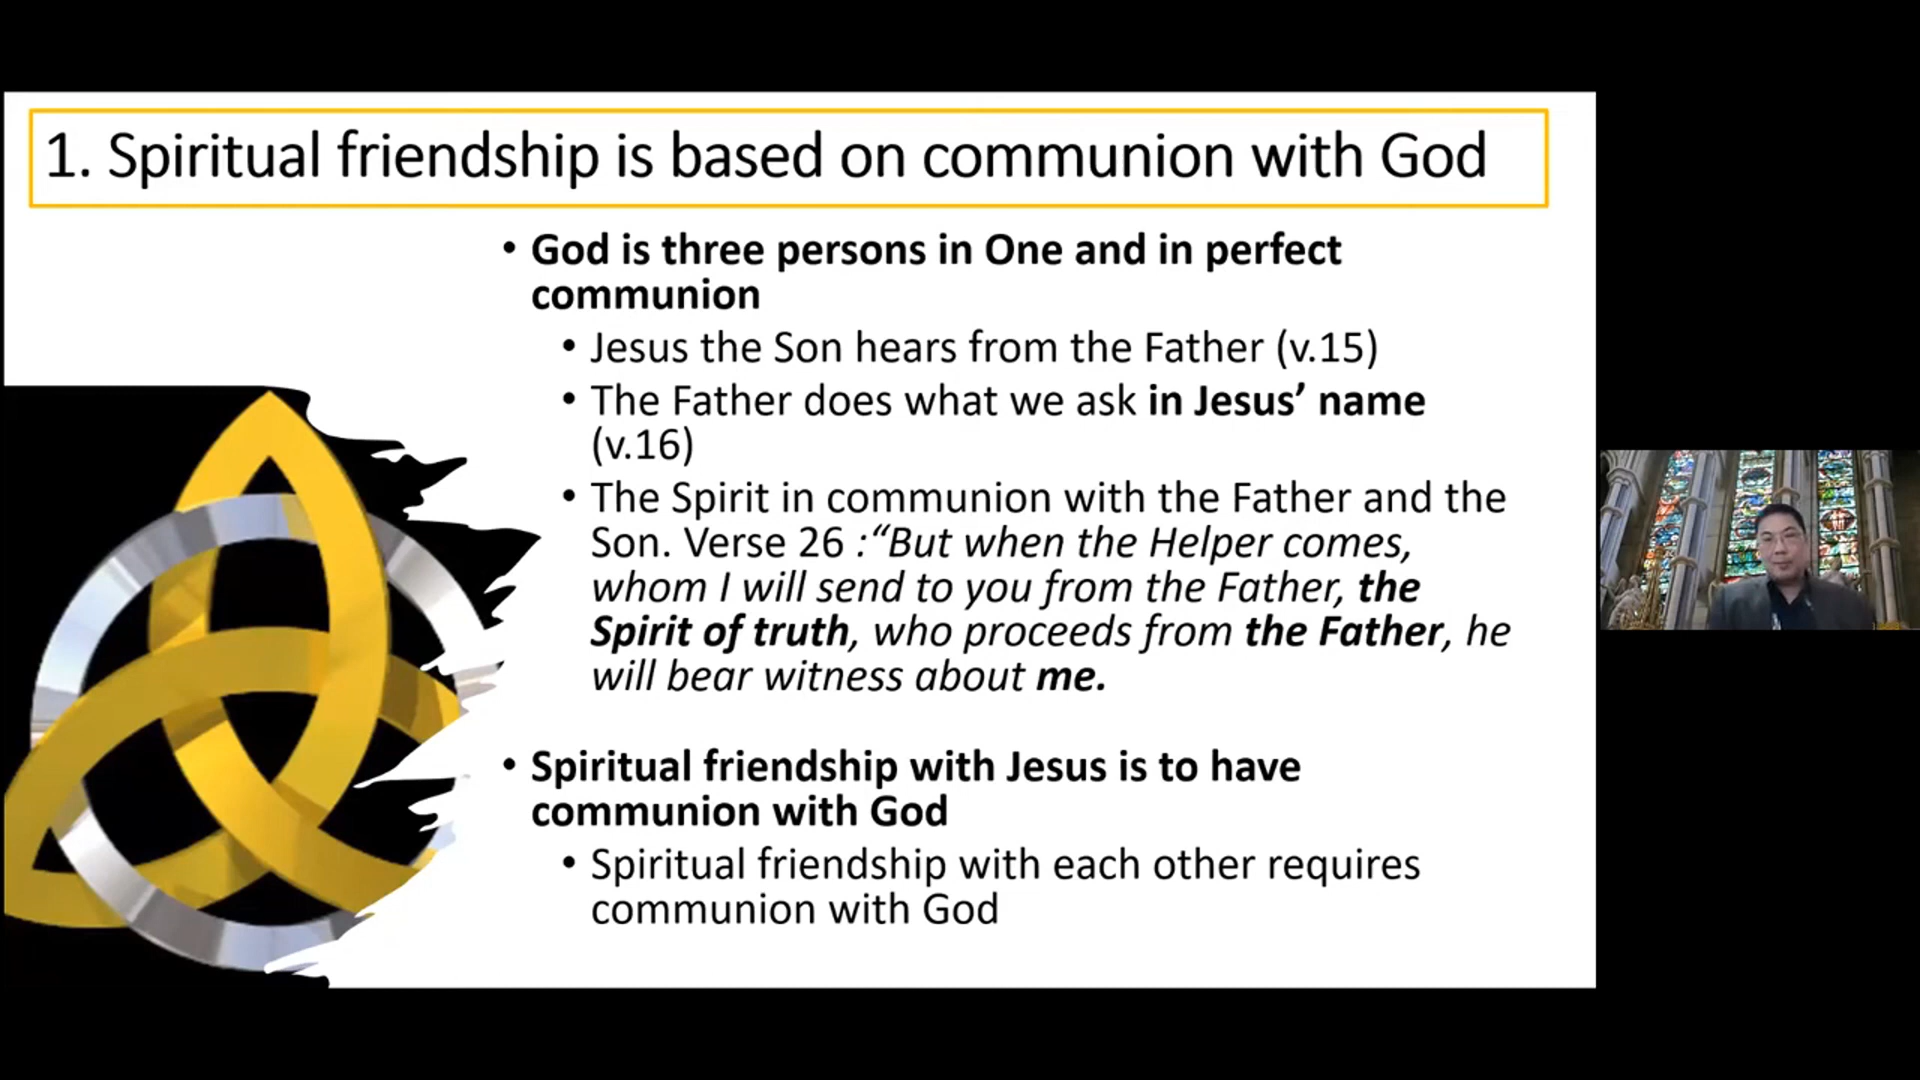 1. Spiritual friendship is based on communion with God
• God is three persons in One and in perfect
communion
• Jesus the Son hears from the Father (v.15)
• The Father does what we ask in Jesus’ name
(v.16)
• The Spirit in communion with the Father and the
Son. Verse 26 :“But when the Helper comes,
whom I will send to you from the Father, the
Spirit of truth, who proceeds from the Father, he
will bear witness about me.
• Spiritual friendship with Jesus is to have
communion with God
• Spiritual friendship with each other requires
communion with God